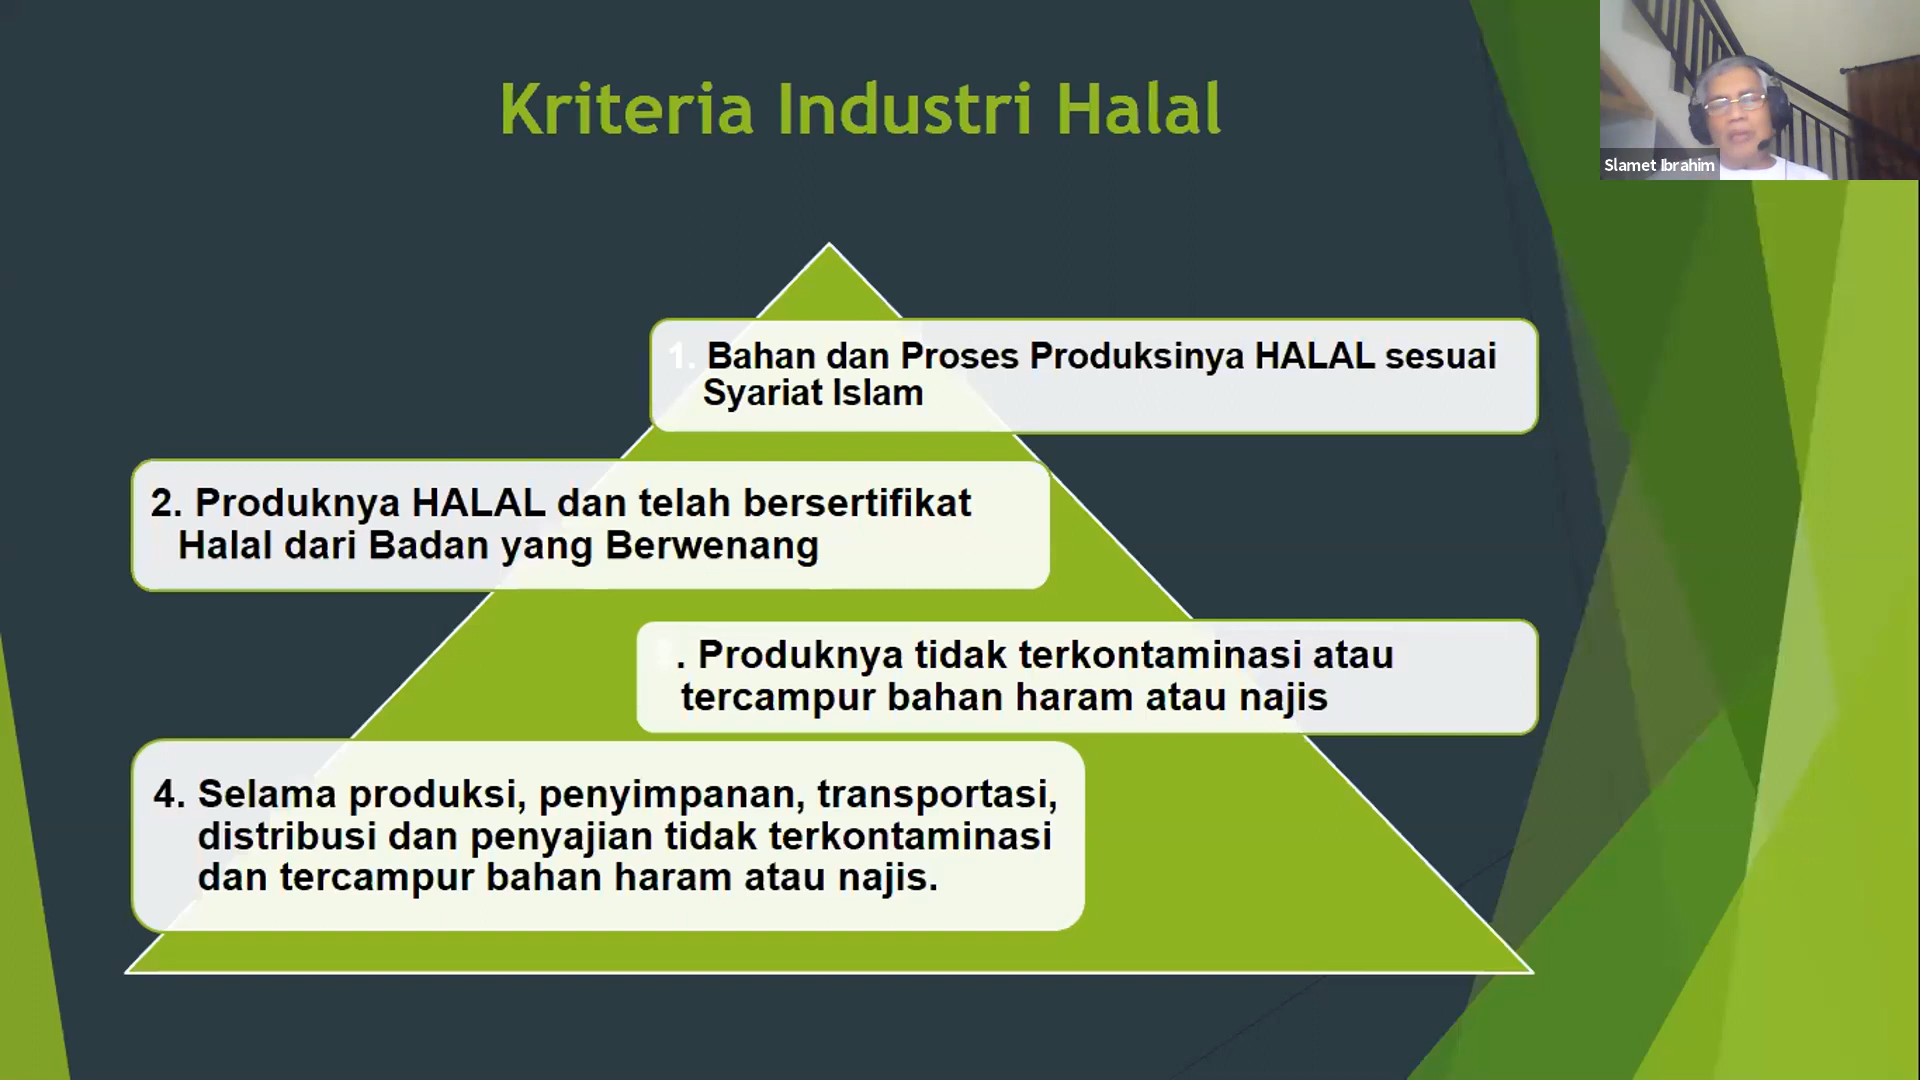 Kriteria Industri Halal
Slamet Ibrahim
1. Bahan dan Proses Produksinya HALAL sesuai
Syariat Islam
2. Produknya HALAL dan telah bersertifikat
Halal dari Badan yang Berwenang
. Produknya tidak terkontaminasi atau
tercampur bahan haram atau najis
4. Selama produksi, penyimpanan, transportasi,
distribusi dan penyajian tidak terkontaminasi
dan tercampur bahan haram atau najis.